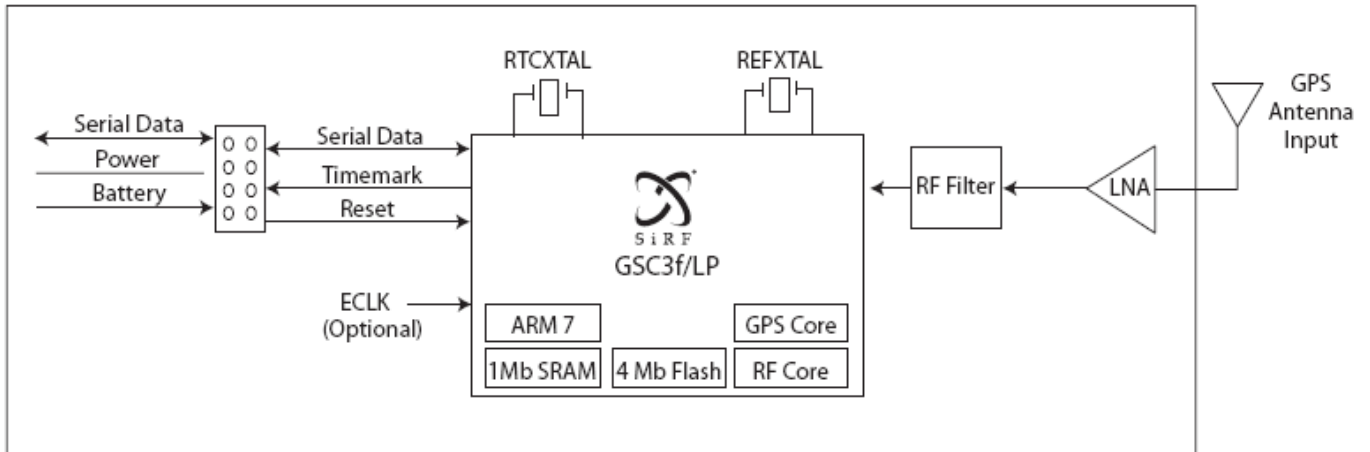 RTCXTAL
REFXTAL
GPS
Antenna
Input
Serial Data
Power
Battery
Serial Data
Timemark
Reset
RF Filter
LNA
SiRF
GSC3f/LP
ECLK
(Optional)
ARM 7
GPS Core
1Mb SRAM
4 Mb Flash
RF Core